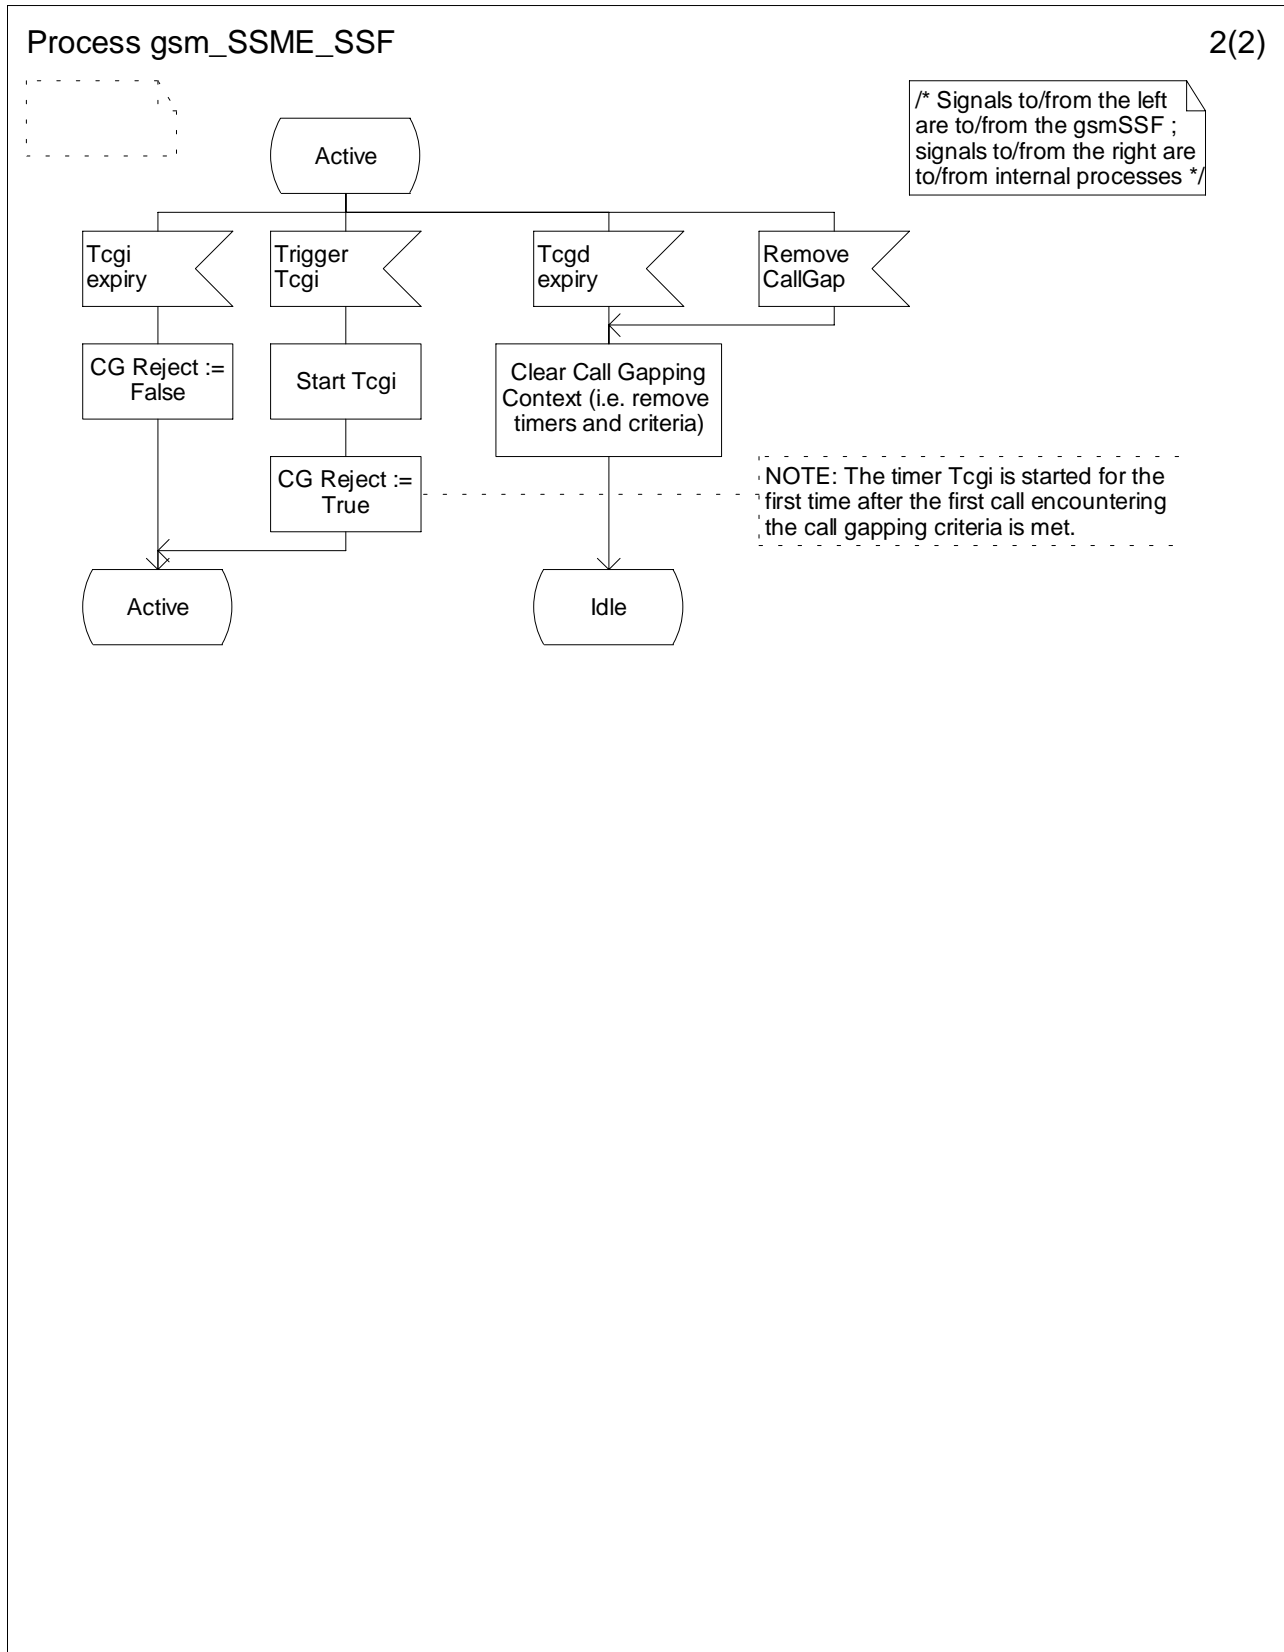 Process gsm_SSME_SSF
2(2)
/* Signals to/from the left
are to/from the gsmSSF ;
signals to/from the right are
to/from internal processes */
Active
Tcgi
expiry
Trigger
Tcgi
Tcgd
expiry
Remove
CallGap
CG Reject :=
False
Start Tcgi
Clear Call Gapping
Context (i.e. remove
timers and criteria)
CG Reject :=
True
NOTE: The timer Tcgi is started for the
first time after the first call encountering
the call gapping criteria is met.
Active
Idle